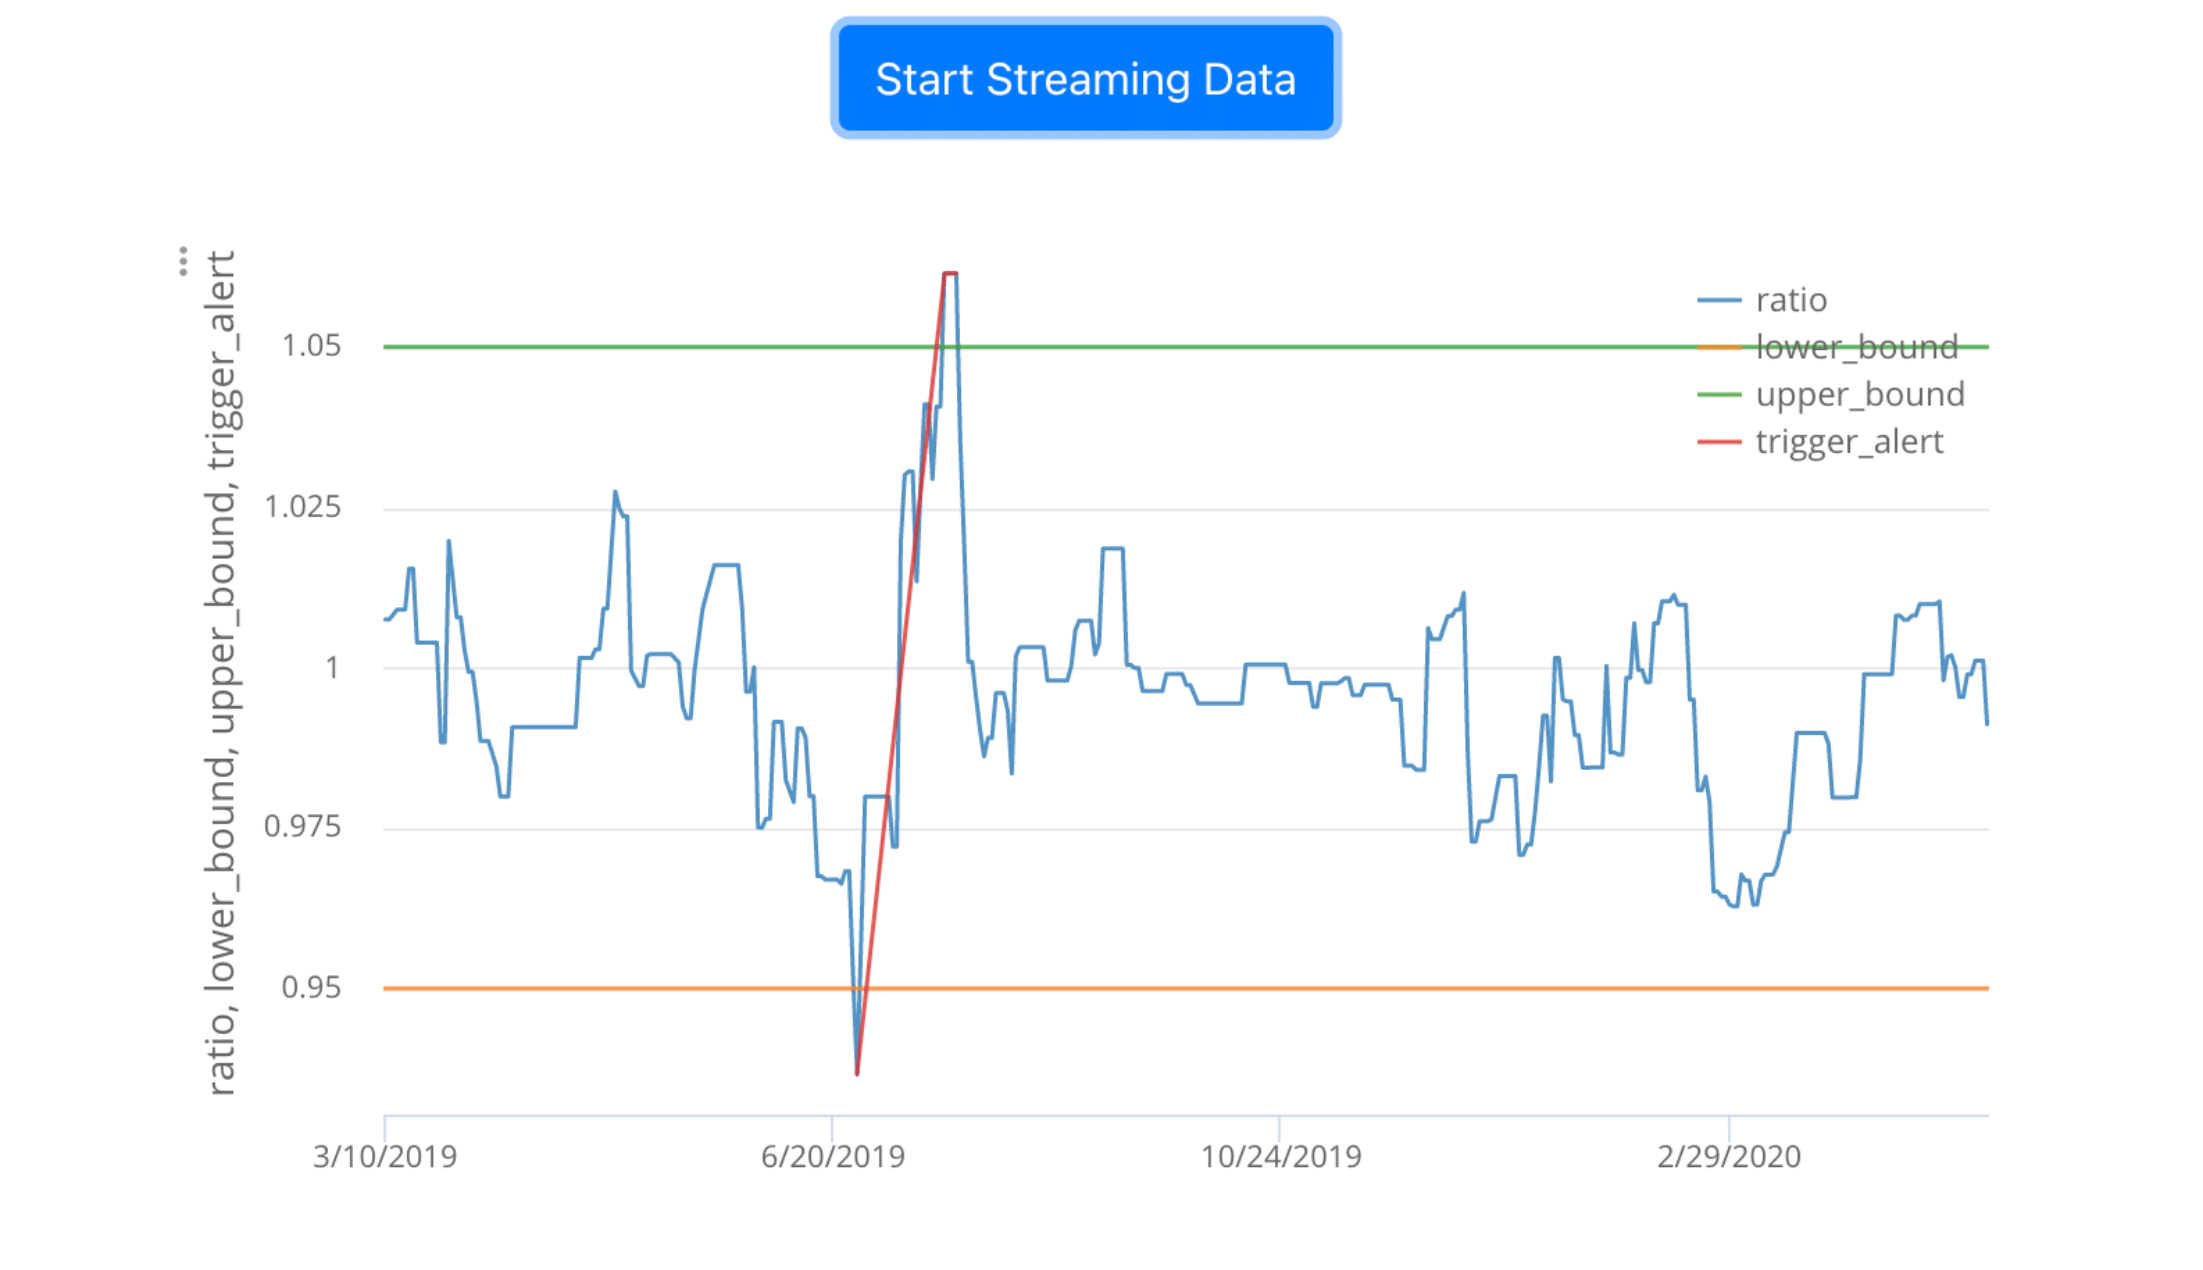 Start Streaming Data
ratio, lower_bound, upper_bound, trigger_alert
1.05
1.025
1
0.975
0.95
ratio
lower_bound
upper_bound
trigger_alert
3/10/2019
6/20/2019
10/24/2019
2/29/2020